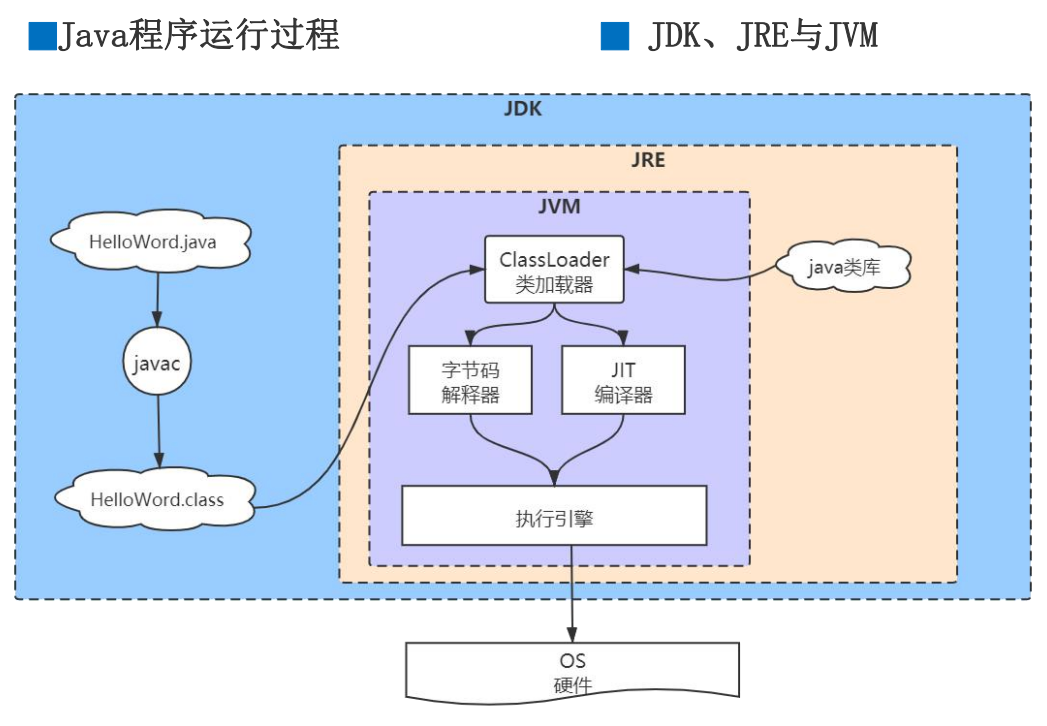 Java程序运行过程
JDK、JRE与JVM
JDK
JRE
JVM
HelloWord.java
ClassLoader
类加载器
java类库
javac
字节码
解释器
JIT
编译器
HelloWord.class
执行引擎
OS
硬件